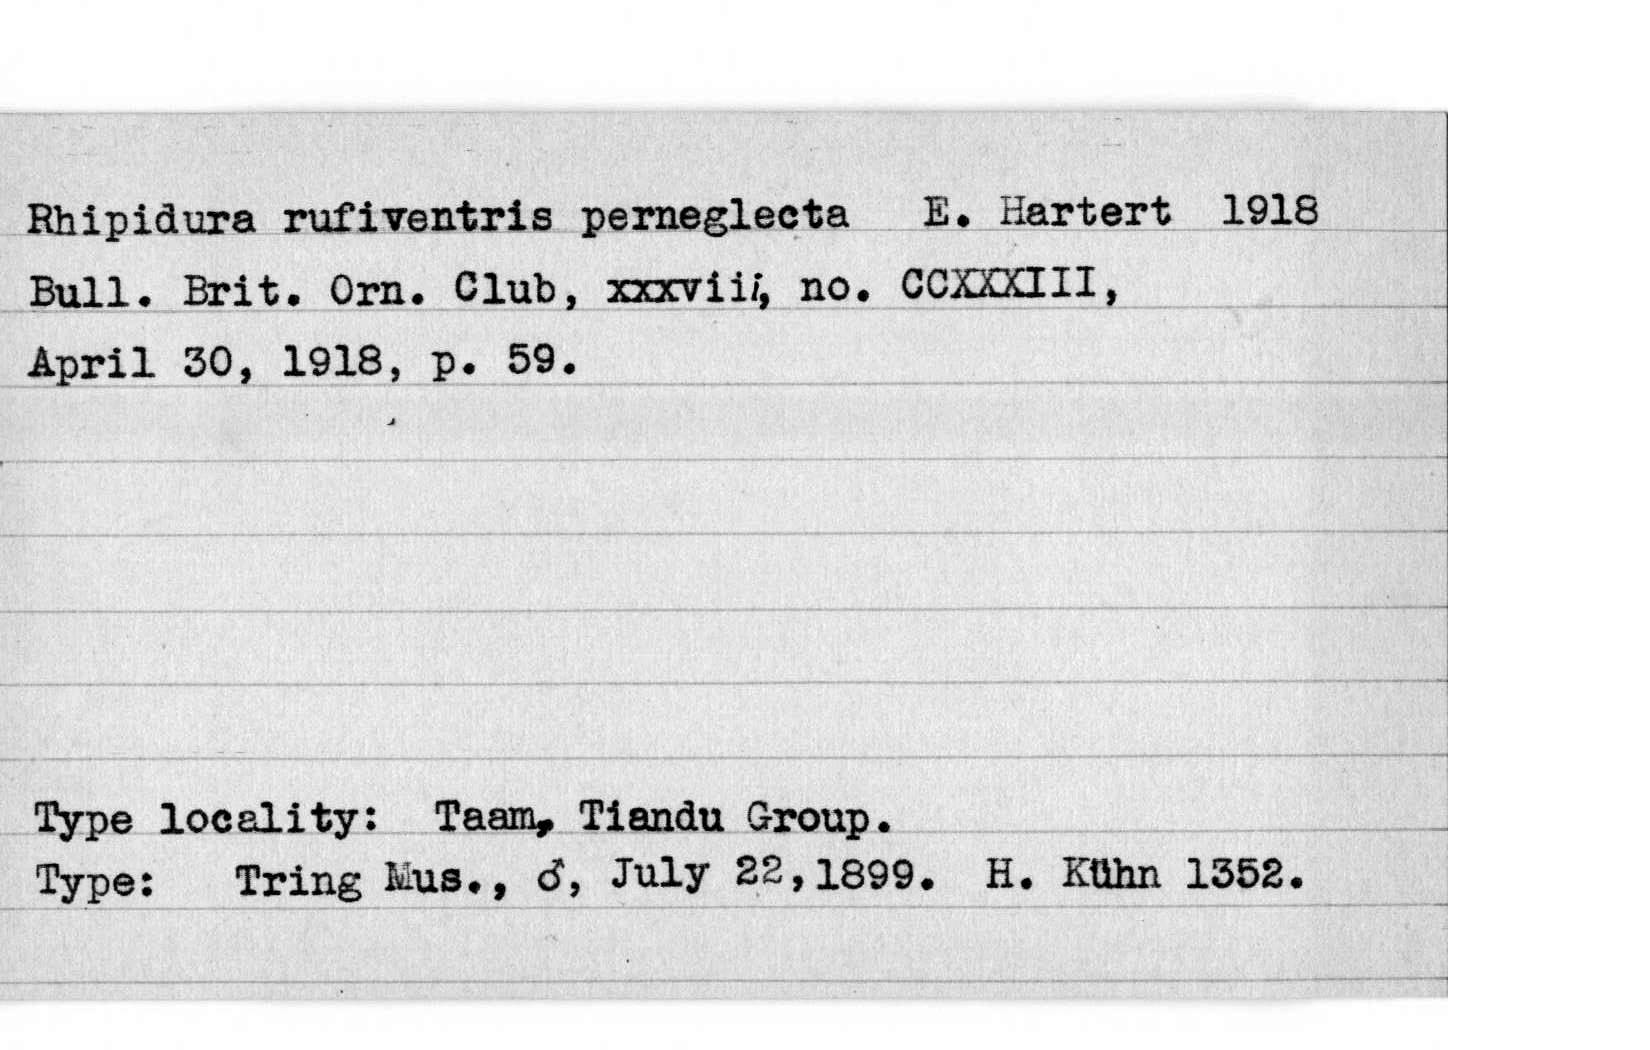 Rhipidura rufiventris perneglecta E. Hartert 1918
Bull. Brit. Orn. Club, xxxviii, no. CCXXXIII,
April 30, 1918, p. 59.
Type locality: Taam, Tiandu Group.
Type: Tring Mus., ♂, July 22,1899. H. Kühn 1352.